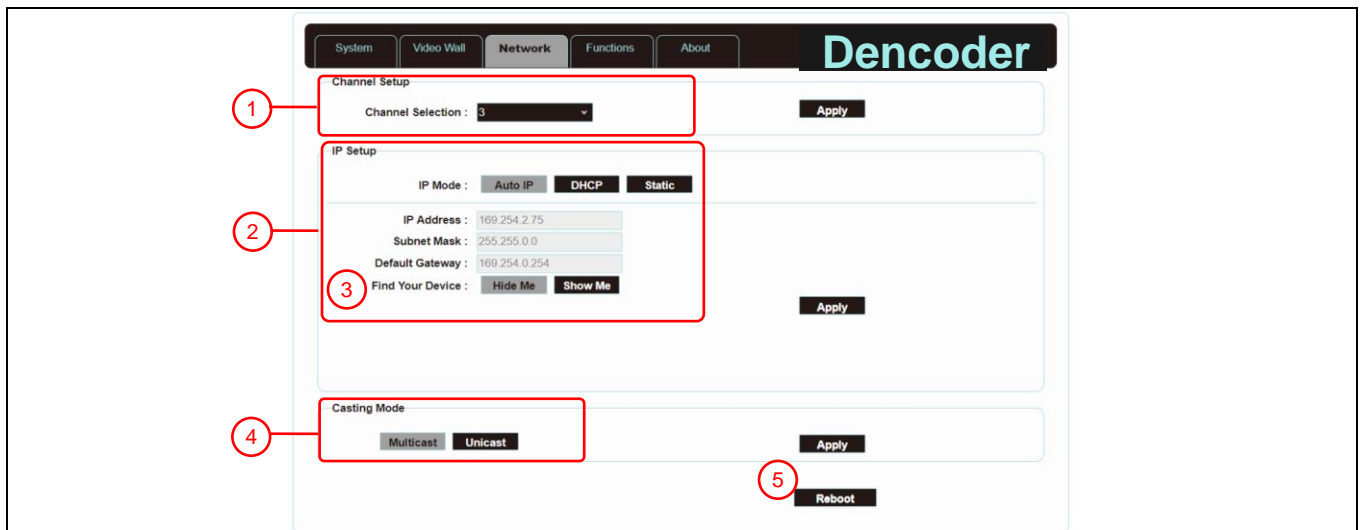 System Video Wall Network Functions About Dencoder
Channel Setup
1 Channel Selection : 3 Apply
IP Setup
IP Mode : Auto IP DHCP Static
2 IP Address : 169.254.2.75
Subnet Mask : 255.255.0.0
Default Gateway : 169.254.0.254
3 Find Your Device : Hide Me Show Me
Apply
Casting Mode
4 Multicast Unicast Apply
5 Reboot